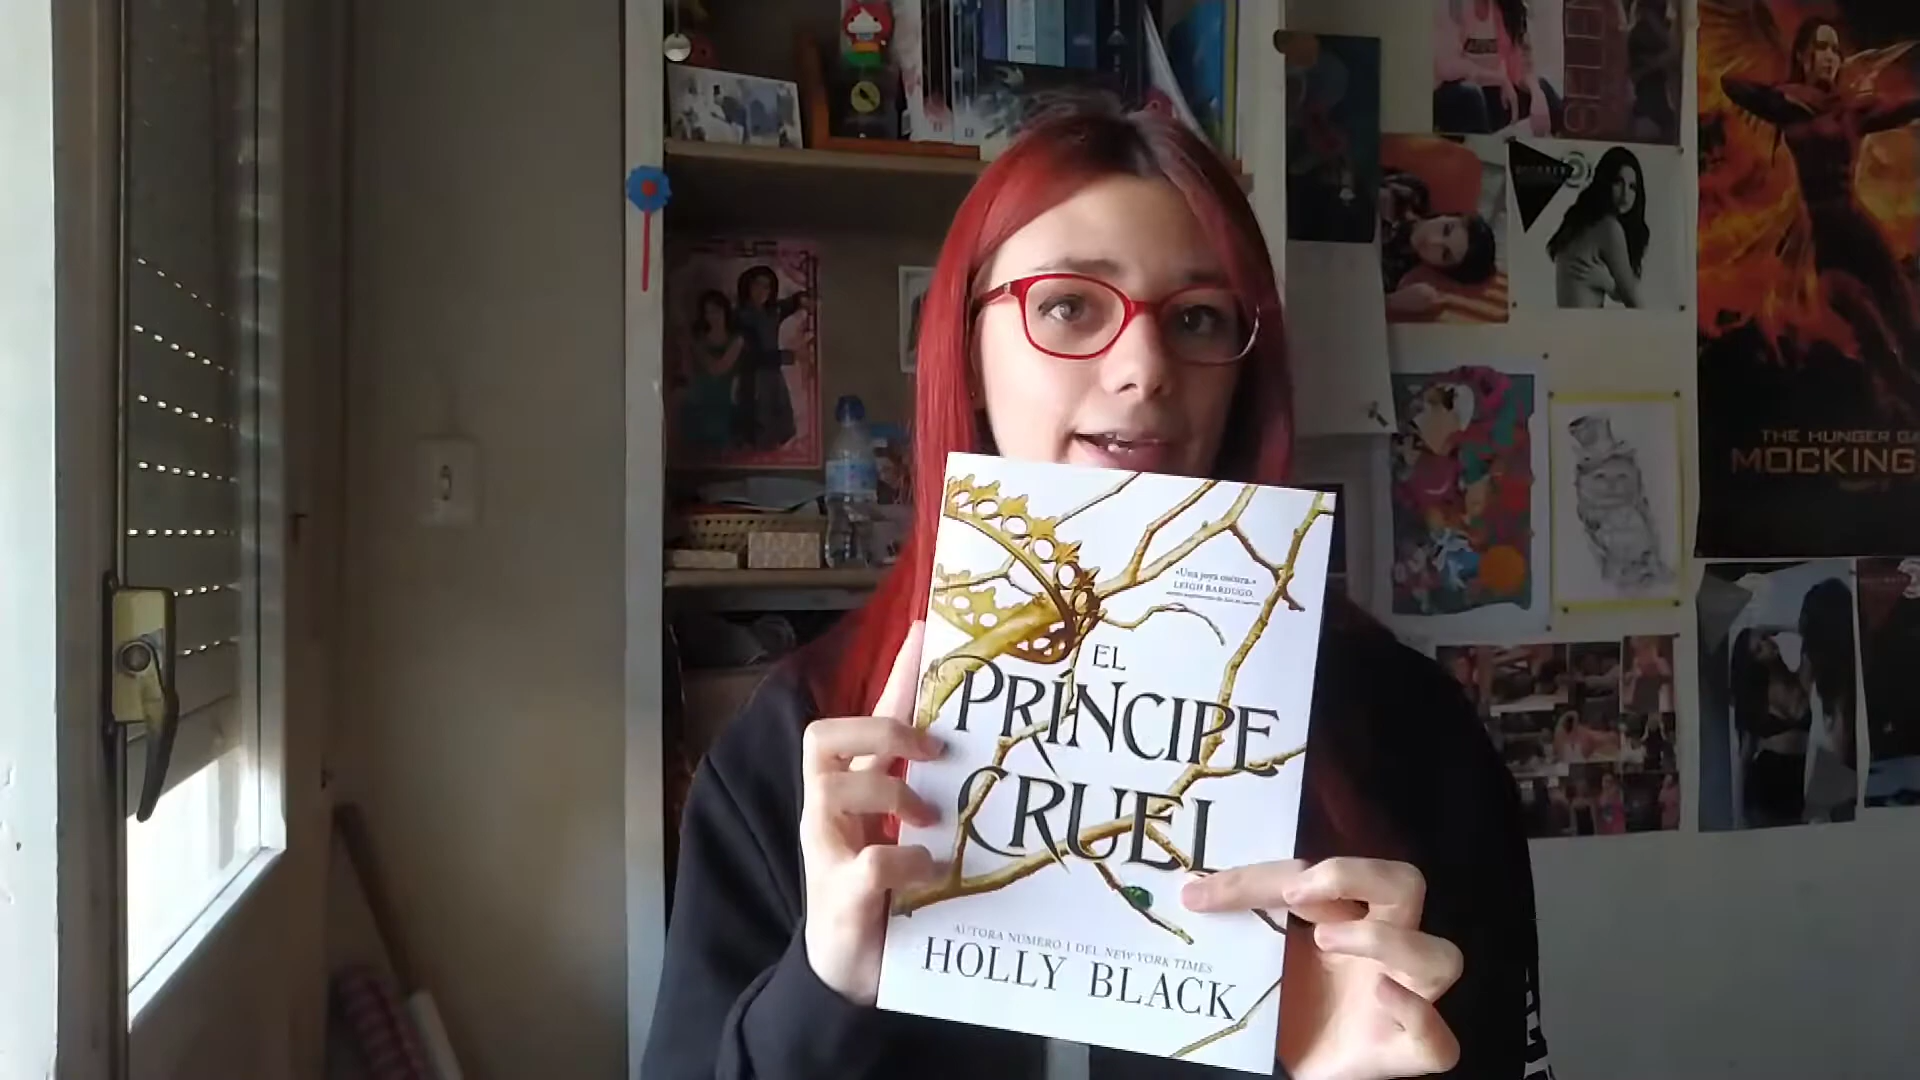 «Una joya oscura.»
LEIGH BARDUGO,
EL
PRÍNCIPE
CRUEL
AUTORA NÚMERO 1 DEL NEW YORK TIMES
HOLLY BLACK
THE HUNGER GA
MOCKING